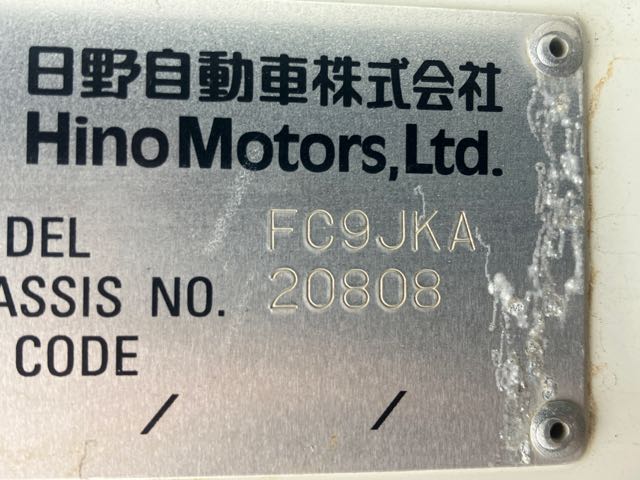 日野自動車株式会社
Hino Motors, Ltd.
DEL FC9JKA
ASSIS NO. 20808
CODE
/ /